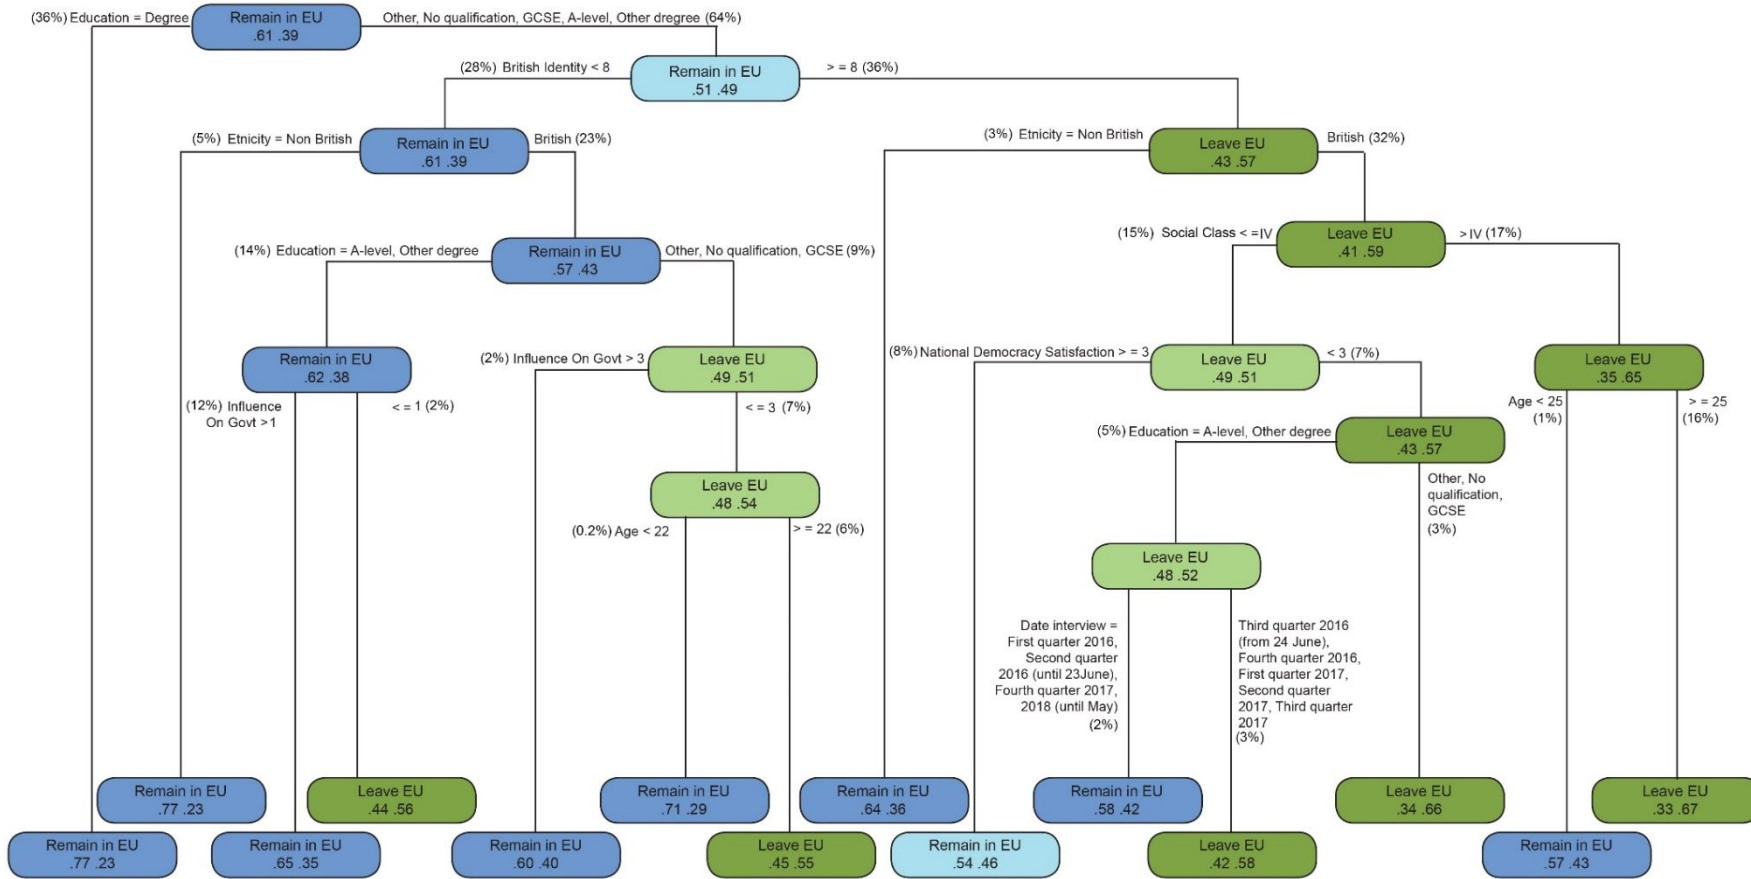 (36%) Education = Degree
Remain in EU
.61 .39
Other, No qualification, GCSE, A-level, Other dregree (64%)
(28%) British Identity < 8
Remain in EU
.51 .49
> = 8 (36%)
(5%) Etnicity = Non British
Remain in EU
.61 .39
British (23%)
(3%) Etnicity = Non British
Leave EU
.43 .57
British (32%)
(14%) Education = A-level, Other degree
Remain in EU
.57 .43
Other, No qualification, GCSE (9%)
(15%) Social Class < =IV
Leave EU
.41 .59
>IV (17%)
Remain in EU
.62 .38
(12%) Influence
On Govt >1
< = 1 (2%)
(2%) Influence On Govt > 3
Leave EU
.49 .51
< = 3 (7%)
(8%) National Democracy Satisfaction > = 3
Leave EU
.49 .51
< 3 (7%)
Leave EU
.35 .65
Age < 25
(1%)
> = 25
(16%)
(5%) Education = A-level, Other degree
Leave EU
.43 .57
Other, No
qualification,
GCSE
(3%)
Leave EU
.48 .54
(0.2%) Age < 22
> = 22 (6%)
Leave EU
.48 .52
Date interview =
First quarter 2016,
Second quarter
2016 (until 23June),
Fourth quarter 2017,
2018 (until May)
(2%)
Third quarter 2016
(from 24 June),
Fourth quarter 2016,
First quarter 2017,
Second quarter
2017, Third quarter
2017
(3%)
Remain in EU
.77 .23
Leave EU
.44 .56
Remain in EU
.71 .29
Remain in EU
.64 .36
Remain in EU
.58 .42
Leave EU
.34 .66
Leave EU
.33 .67
Remain in EU
.77 .23
Remain in EU
.65 .35
Remain in EU
.60 .40
Leave EU
.45 .55
Remain in EU
.54 .46
Leave EU
.42 .58
Remain in EU
.57 .43